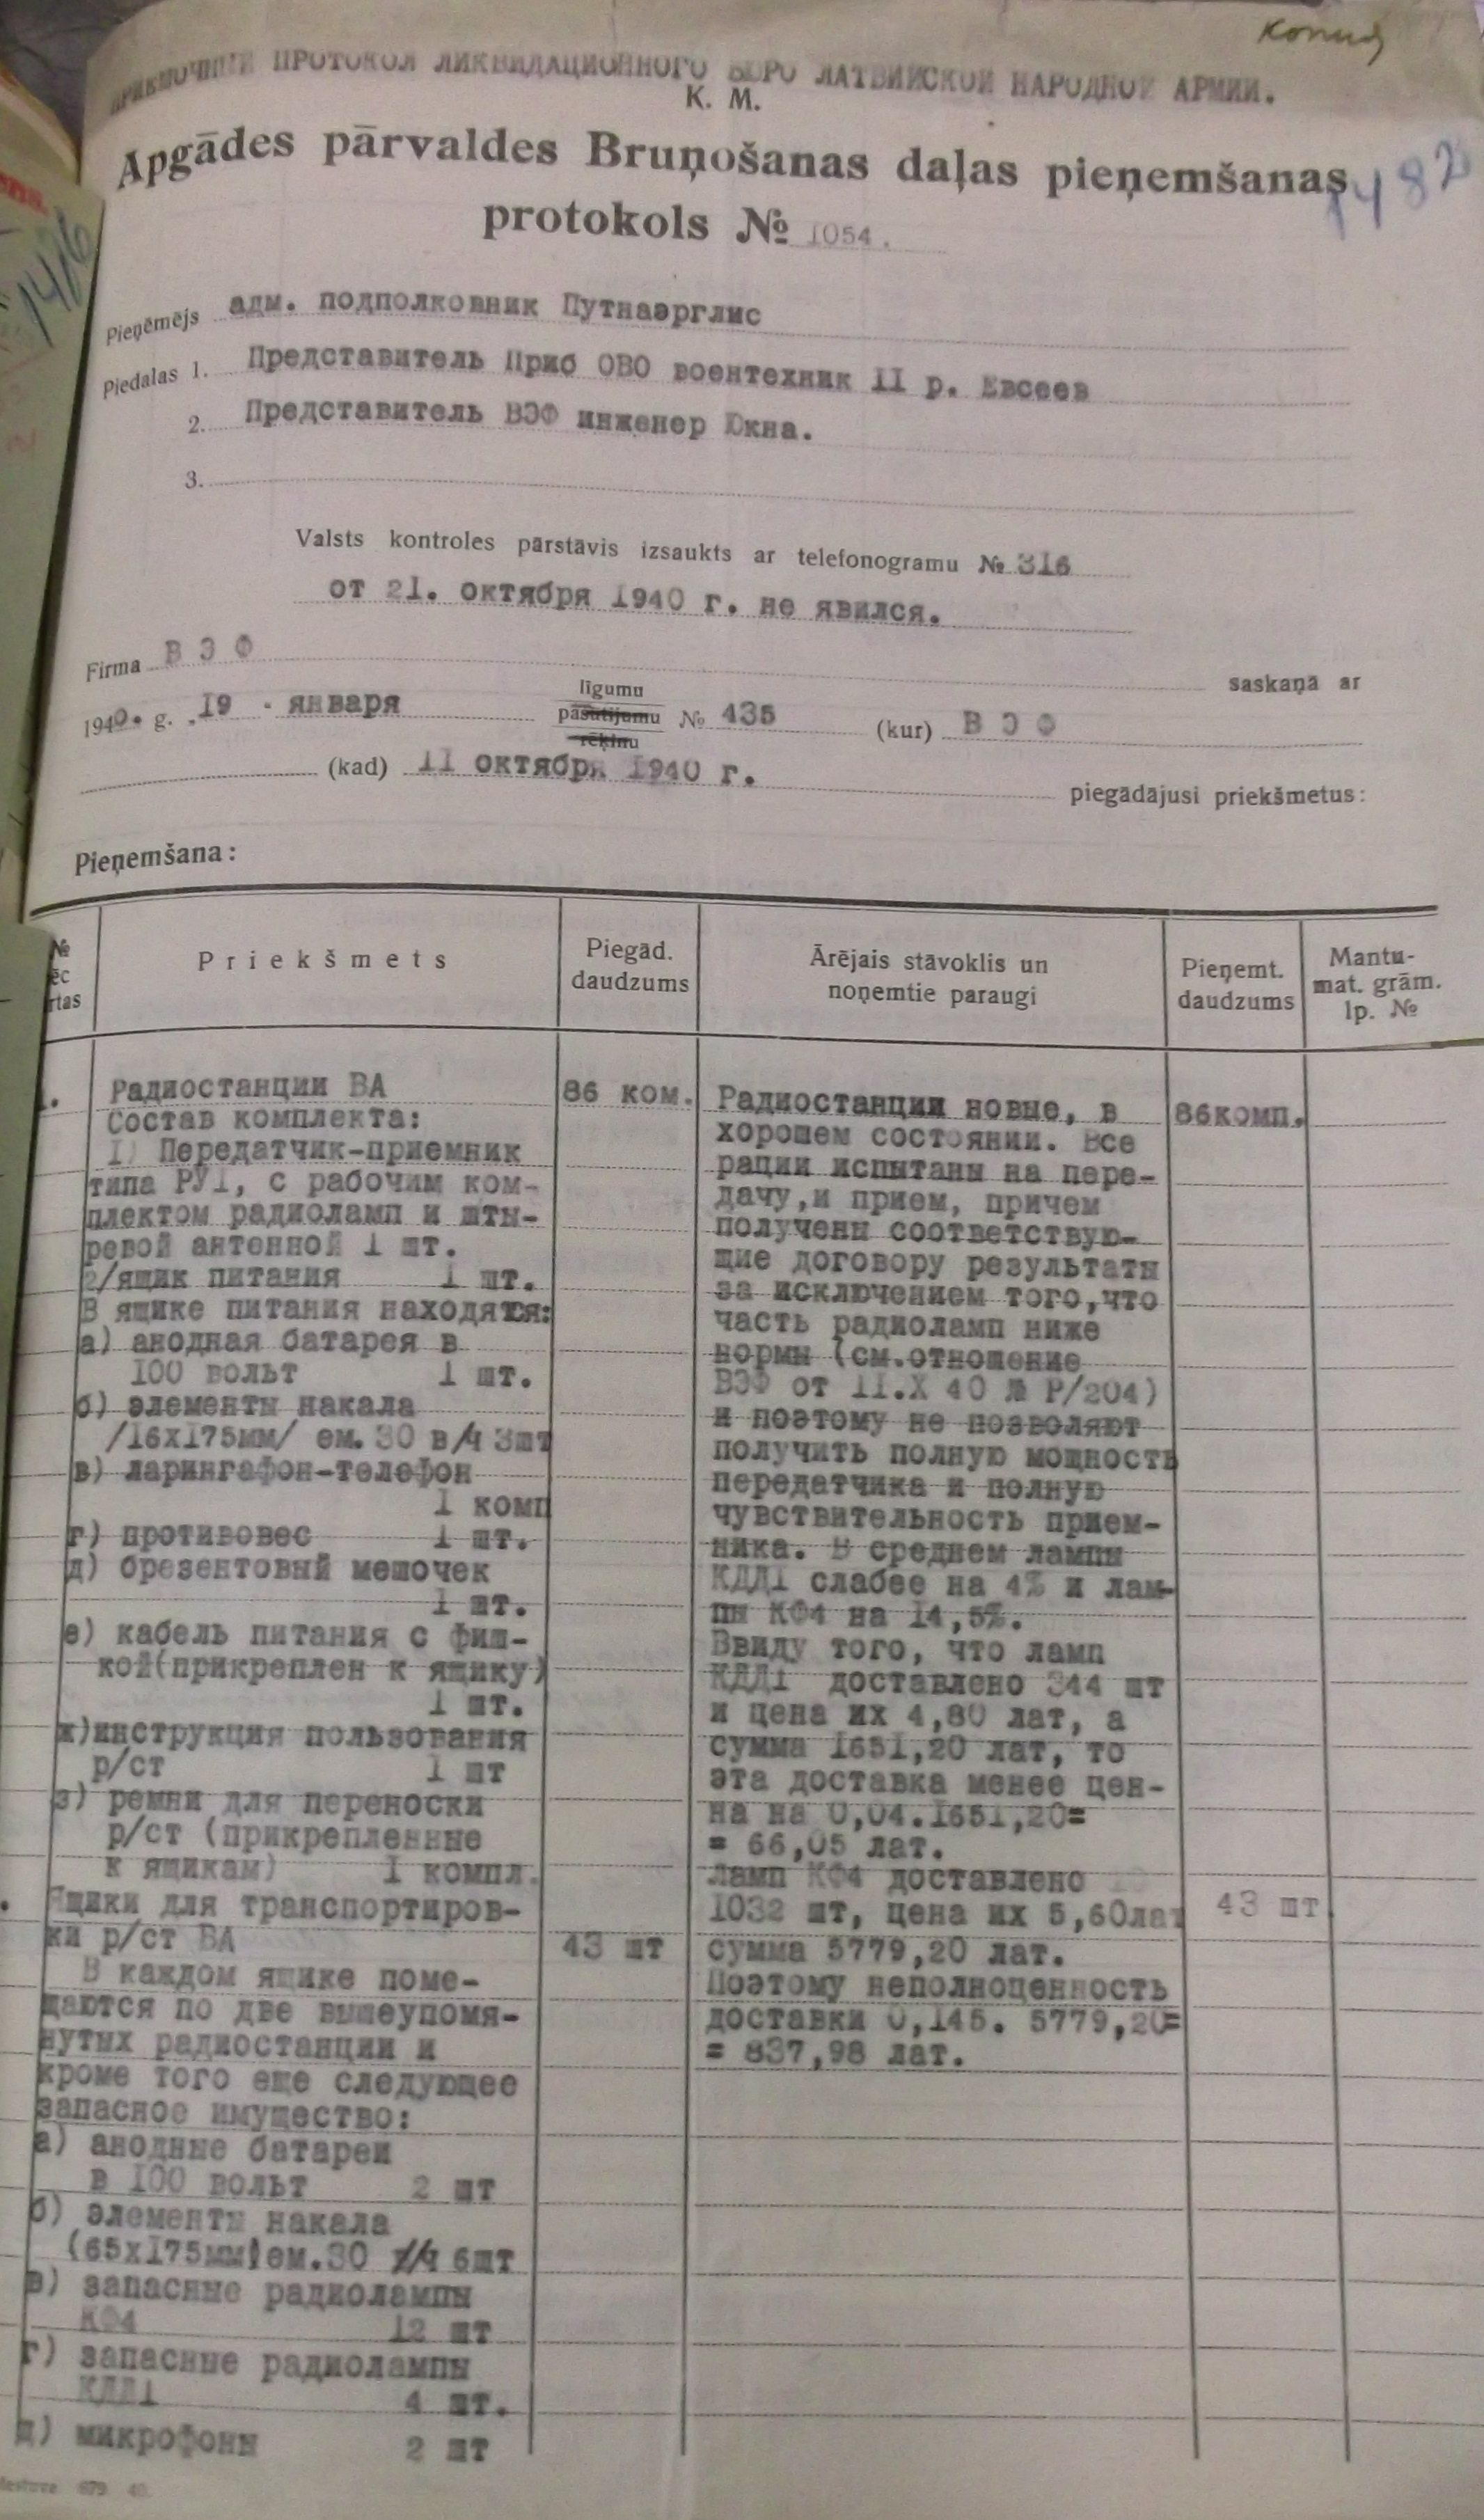 копия
ПРИЕМОЧНЫЙ ПРОТОКОЛ ЛИКВИДАЦИОННОГО БЮРО ЛАТВИЙСКОЙ НАРОДНОЙ АРМИИ.
К. М.
Apgādes pārvaldes Bruņošanas daļas pieņemšanas
1482
protokols № 1054.
1416
Pieņēmējs адм. подполковник Путнаэрглис
Piedalas 1. Представитель Приб ОВО воентехник II р. Евсеев
2. Представитель ВЭФ инженер Юкна.
3.
Valsts kontroles pārstāvis izsaukts ar telefonogramu № 316
от 21. октября 1940 г. не явился.
Firma В Э Ф saskaņā ar
1940. g. 19 . января līgumu pasūtījumu rēķinu № 435 (kur) В Э Ф
(kad) 11 октября 1940 г. piegādājusi priekšmetus:
Pieņemšana:
№ ēc rtas
Priekšmets
Piegād. daudzums
Ārējais stāvoklis un noņemtie paraugi
Pieņemt. daudzums
Mantu-mat. grām. lp. №
Радиостанции ВА 86 ком.
Состав комплекта:
1) Передатчик-приемник
типа РУ1, с рабочим ком-
плектом радиоламп и шты-
ревой антенной 1 шт.
2/ящик питания 1 шт.
В ящике питания находятся:
а) анодная батарея в
100 вольт 1 шт.
б) элементы накала
/16х175мм/ ем. 30 в/ч 3шт
в) ларингафон-телефон
1 комп
г) противовес 1 шт.
д) брезентовый мешочек
1 шт.
е) кабель питания с фиш-
кой(прикреплен к ящику)
1 шт.
ж)инструкция пользования
р/ст 1 шт
з) ремни для переноски
р/ст (прикрепленные
к ящикам) 1 компл.
Ящики для транспортиров-
ки р/ст ВА 43 шт
В каждом ящике поме-
щаются по две вышеупомя-
нутых радиостанции и
кроме того еще следующее
запасное имущество:
а) анодные батареи
в 100 вольт 2 шт
б) элементы накала
(65х175мм)ем.30 /ч 6шт
в) запасные радиолампы
КФ4 12 шт
г) запасные радиолампы
КДД1 4 шт.
д) микрофоны 2 шт
Радиостанции новые, в 86комп.
хорошем состоянии. Все
рации испытаны на пере-
дачу,и прием, причем
получены соответствую-
щие договору результаты
за исключением того,что
часть радиоламп ниже
нормы (см.отношение
ВЭФ от 11.X 40 № Р/204)
и поэтому не позволяют
получить полную мощность
передатчика и полную
чувствительность прием-
ника. В среднем лампы
КДД1 слабее на 4% и лам-
пы КФ4 на 14,5%.
Ввиду того, что ламп
КДД1 доставлено 344 шт
и цена их 4,80 лат, а
сумма 1651,20 лат, то
эта доставка менее цен-
на на 0,04.1651,20=
= 66,05 лат.
Ламп КФ4 доставлено
1032 шт, цена их 5,60лат 43 шт
сумма 5779,20 лат.
Поэтому неполноценность
доставки 0,145. 5779,20=
= 837,98 лат.